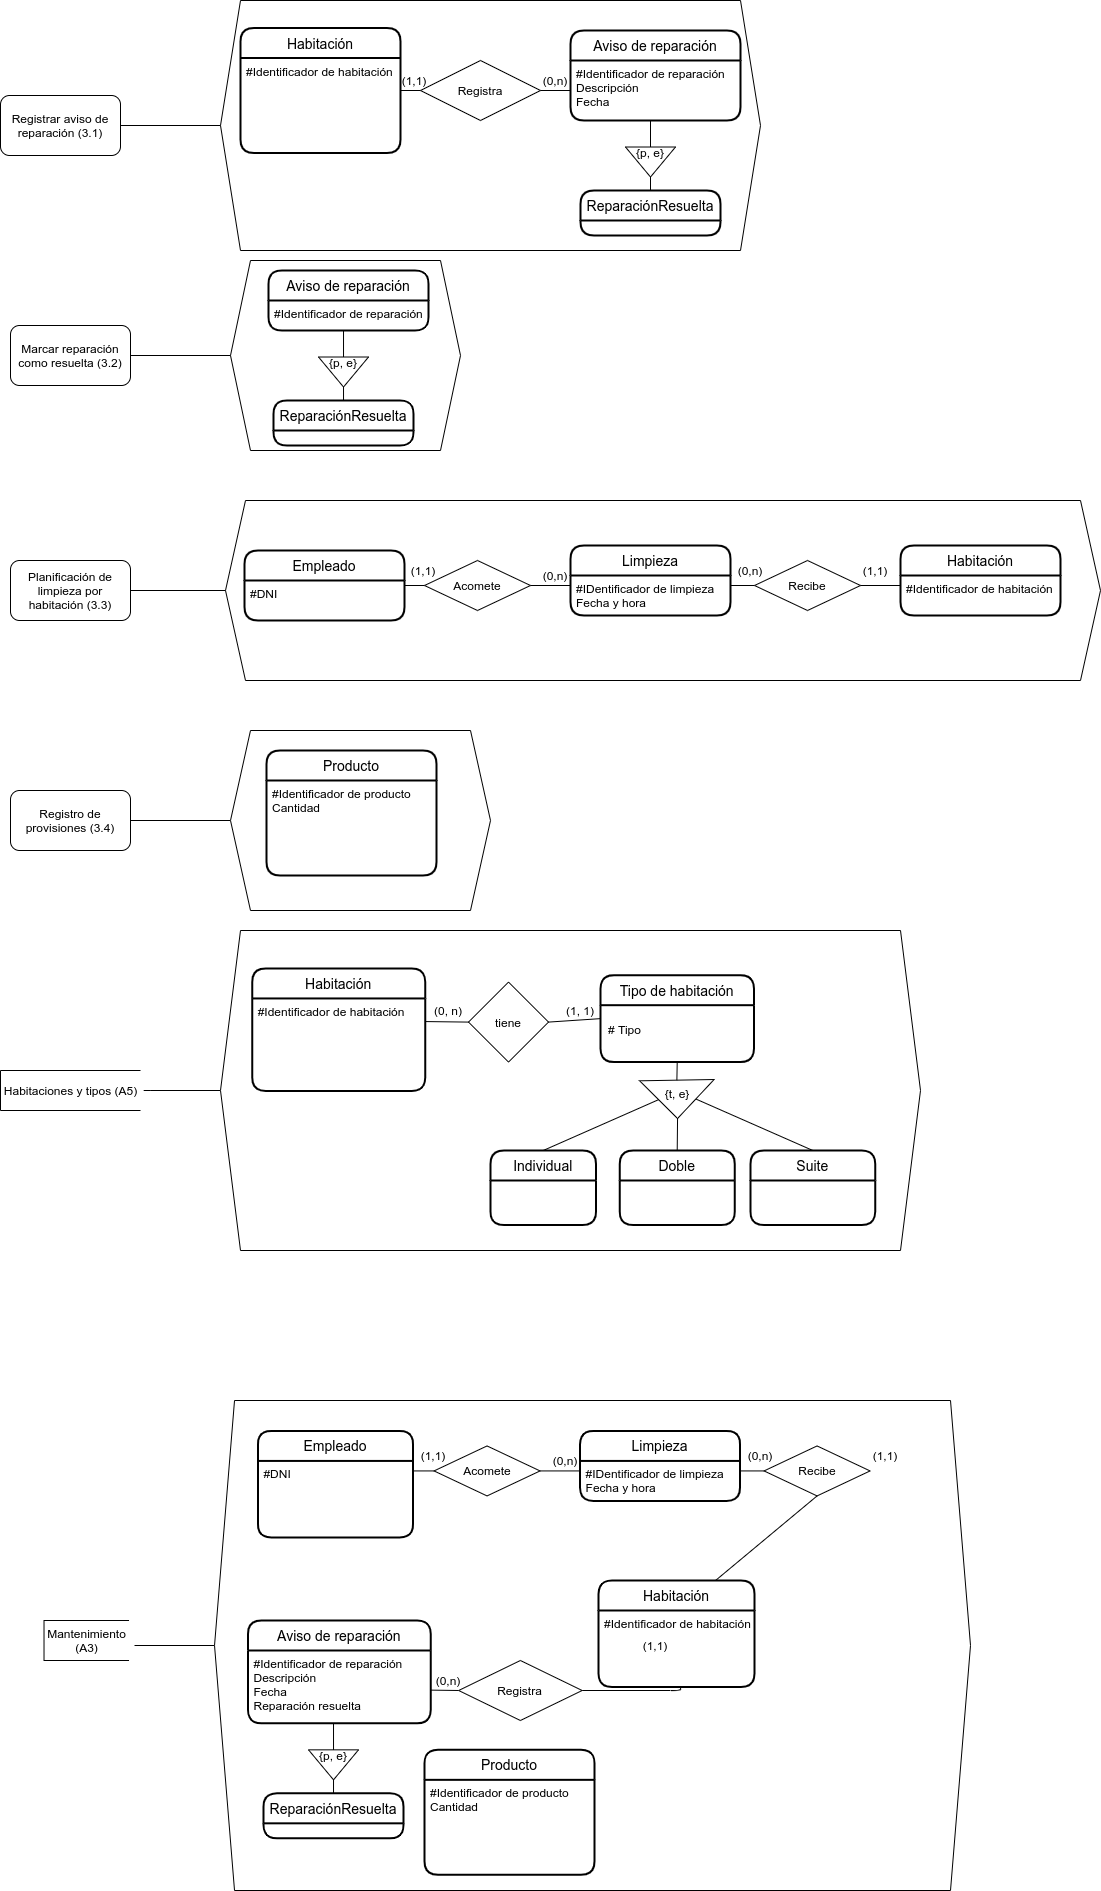 Habitación
#Identificador de habitación
(1,1)
Registra
(0,n)
Aviso de reparación
#Identificador de reparación
Descripción
Fecha
{p, e}
ReparaciónResuelta
Registrar aviso de
reparación (3.1)
Aviso de reparación
#Identificador de reparación
{p, e}
ReparaciónResuelta
Marcar reparación
como resuelta (3.2)
Planificación de
limpieza por
habitación (3.3)
Empleado
#DNI
(1,1)
Acomete
(0,n)
Limpieza
#IDentificador de limpieza
Fecha y hora
(0,n)
Recibe
(1,1)
Habitación
#Identificador de habitación
Registro de
provisiones (3.4)
Producto
#Identificador de producto
Cantidad
Habitaciones y tipos (A5)
Habitación
#Identificador de habitación
(0, n)
tiene
(1, 1)
Tipo de habitación
# Tipo
{t, e}
Individual
Doble
Suite
Mantenimiento
(A3)
Empleado
#DNI
(1,1)
Acomete
(0,n)
Limpieza
#IDentificador de limpieza
Fecha y hora
(0,n)
Recibe
(1,1)
Habitación
#Identificador de habitación
(1,1)
Aviso de reparación
#Identificador de reparación
Descripción
Fecha
Reparación resuelta
(0,n)
Registra
{p, e}
ReparaciónResuelta
Producto
#Identificador de producto
Cantidad